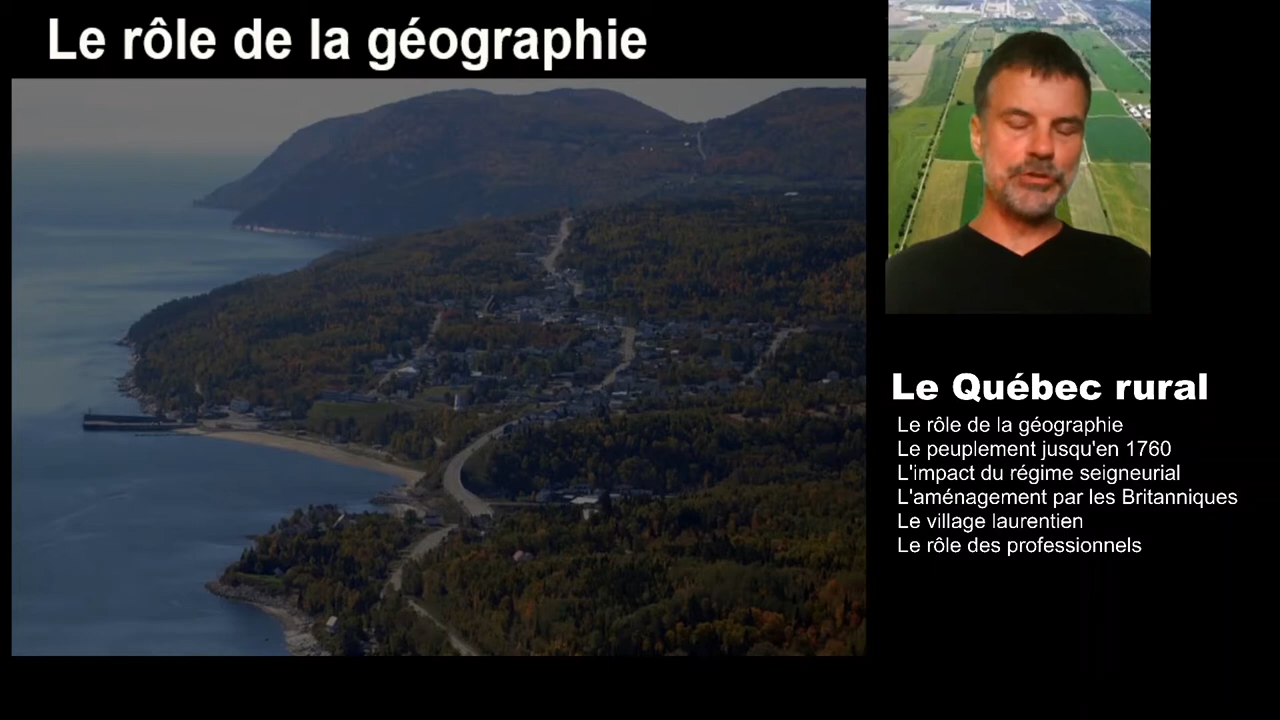 Le rôle de la géographie
Le Québec rural
Le rôle de la géographie
Le peuplement jusqu'en 1760
L'impact du régime seigneurial
L'aménagement par les Britanniques
Le village laurentien
Le rôle des professionnels